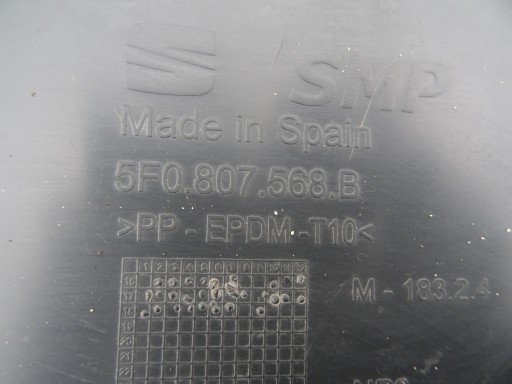 SMP
Made in Spain
5F0.807.568.B
>PP - EPDM - T10<
M - 183.2.4